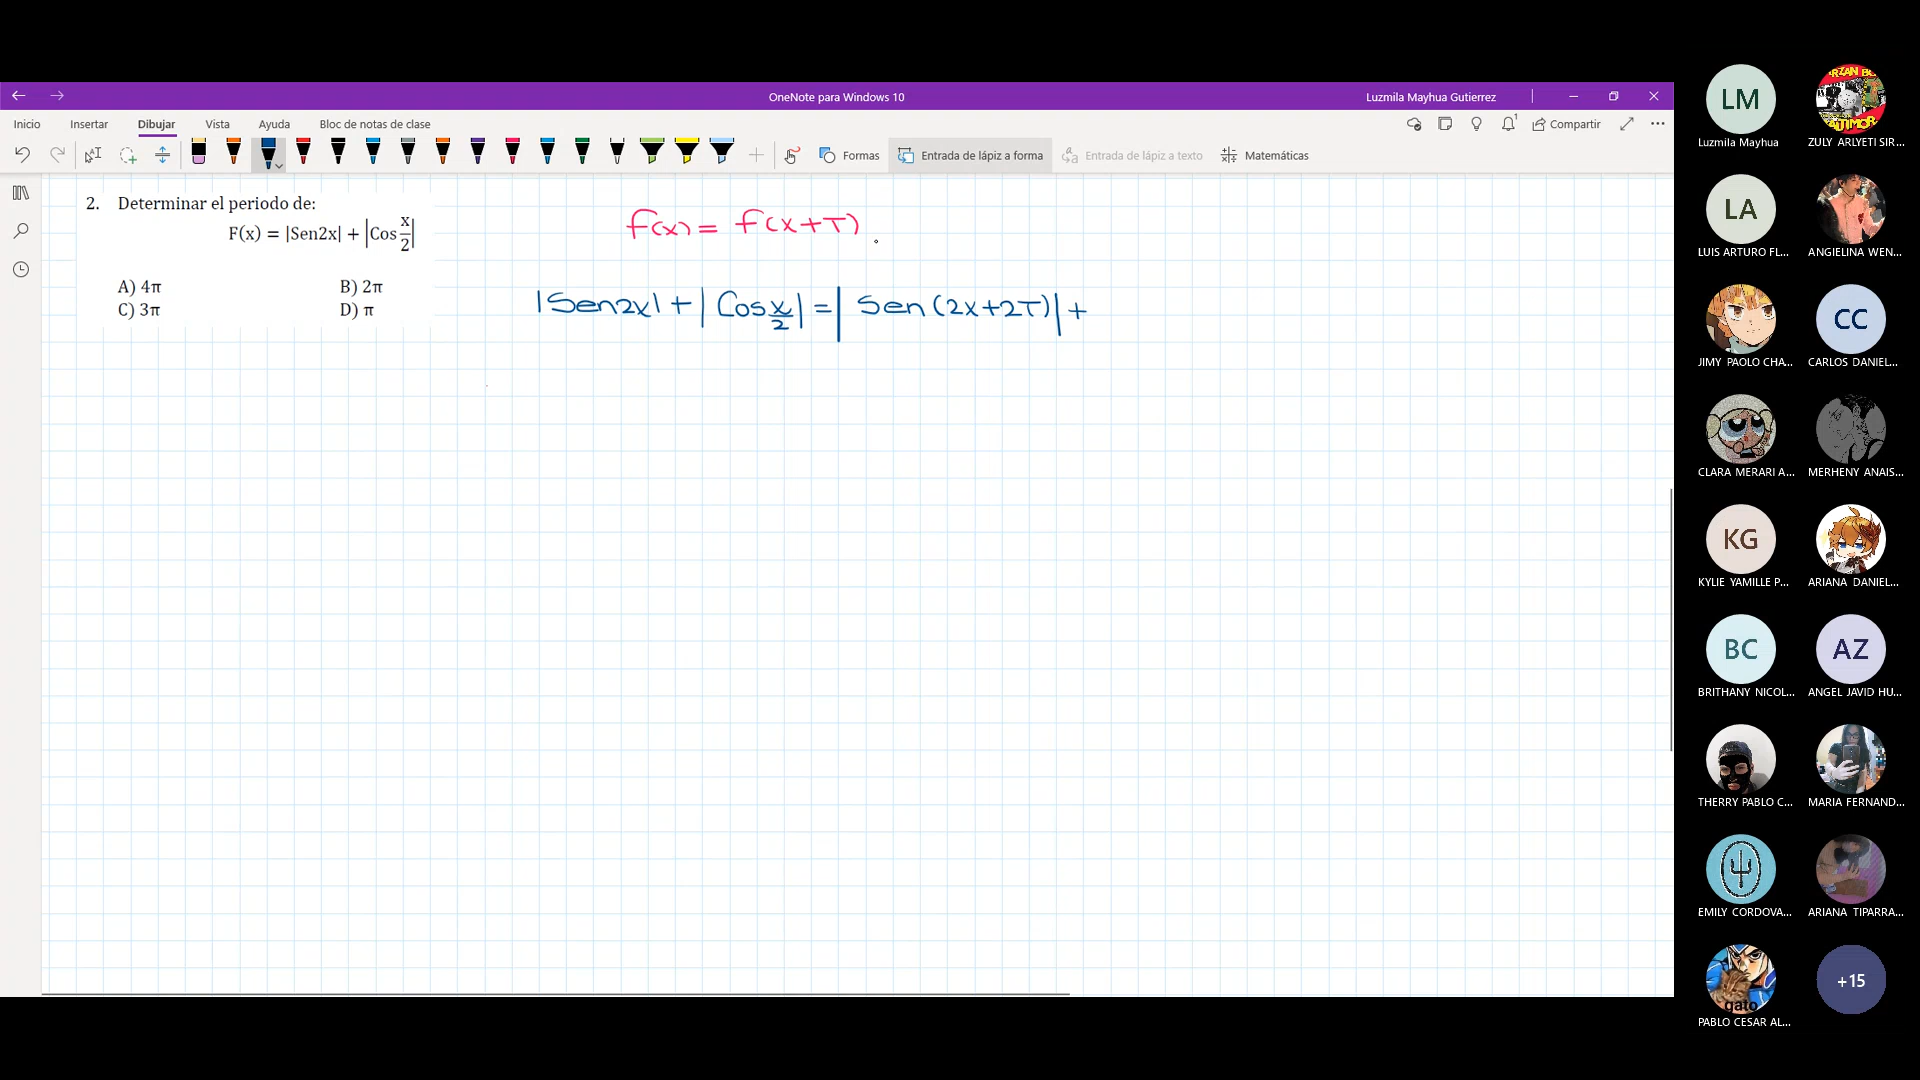 OneNote para Windows 10
Luzmila Mayhua Gutierrez
Inicio Insertar Dibujar Vista Ayuda Bloc de notas de clase
1 Compartir
Formas Entrada de lápiz a forma Entrada de lápiz a texto Matemáticas
2. Determinar el periodo de:
F(x) = |Sen2x| + |Cos x/2|
A) 4π B) 2π
C) 3π D) π
f(x) = f(x+T)
|Sen2x| + |Cos x/2| = |Sen(2x+2T)| +
LM
Luzmila Mayhua
ZULY ARLYETI SIR...
LA
LUIS ARTURO FL...
ANGIELINA WEN...
JIMY PAOLO CHA...
CC
CARLOS DANIEL...
CLARA MERARI A...
MERHENY ANAIS...
KG
KYLIE YAMILLE P...
ARIANA DANIEL...
BC
BRITHANY NICOL...
AZ
ANGEL JAVID HU...
THERRY PABLO C...
MARIA FERNAND...
EMILY CORDOVA...
ARIANA TIPARRA...
gato
PABLO CESAR AL...
+15